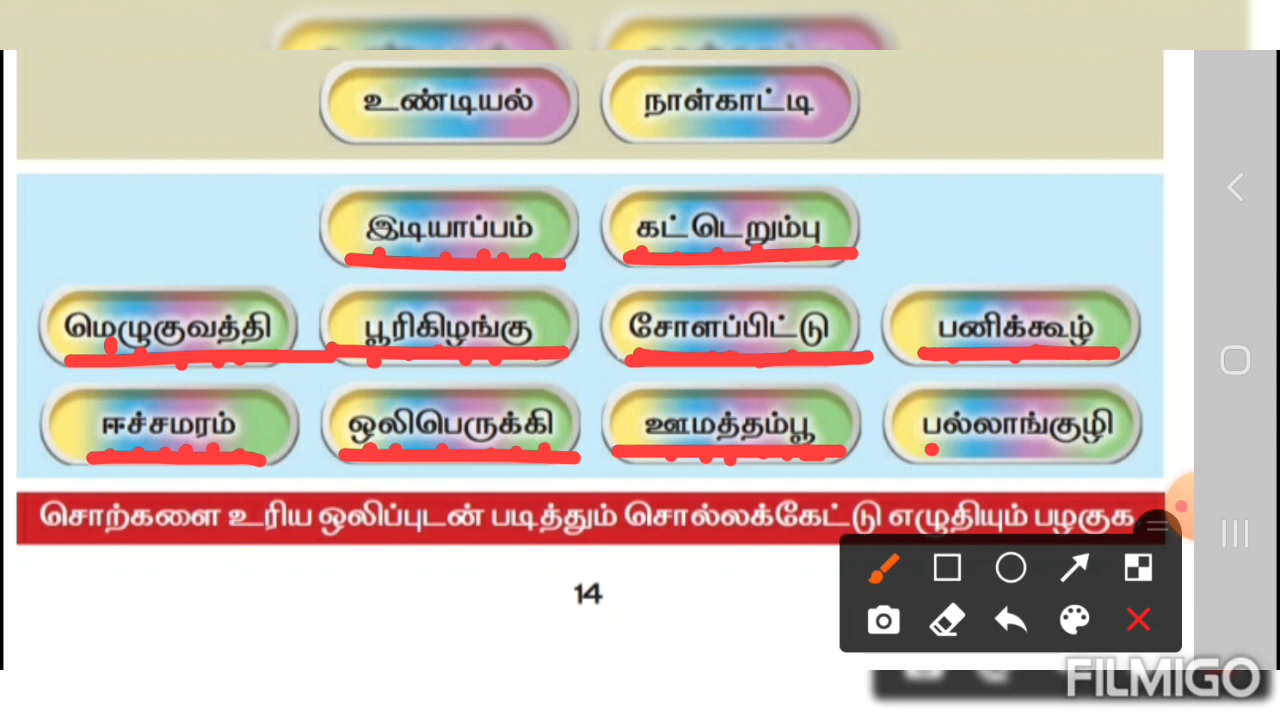 உண்டியல் நாள்காட்டி
இடியாப்பம் கட்டெறும்பு
மெழுகுவத்தி பூரிகிழங்கு சோளப்பிட்டு பனிக்கூழ்
ஈச்சமரம் ஒலிபெருக்கி ஊமத்தம்பூ பல்லாங்குழி
சொற்களை உரிய ஒலிப்புடன் படித்தும் சொல்லக்கேட்டு எழுதியும் பழகுக
14
FILMIGO